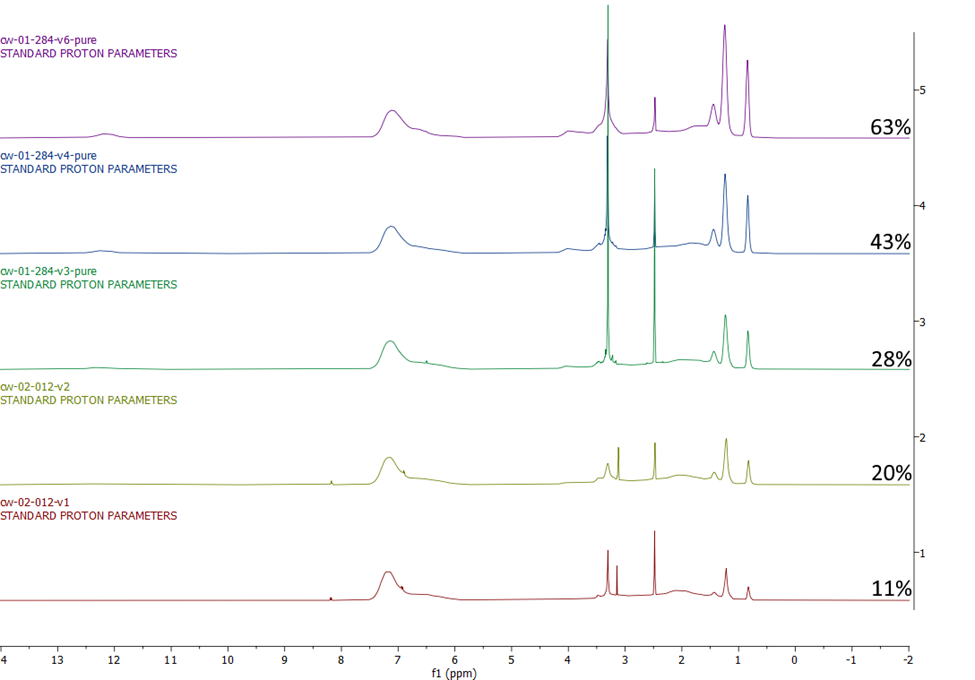 cw-01-284-v6-pure
STANDARD PROTON PARAMETERS
5
63%
cw-01-284-v4-pure
STANDARD PROTON PARAMETERS
4
43%
cw-01-284-v3-pure
STANDARD PROTON PARAMETERS
3
28%
cw-02-012-v2
STANDARD PROTON PARAMETERS
2
20%
cw-02-012-v1
STANDARD PROTON PARAMETERS
1
11%
4 13 12 11 10 9 8 7 6 5 4 3 2 1 0 -1 -2
f1 (ppm)